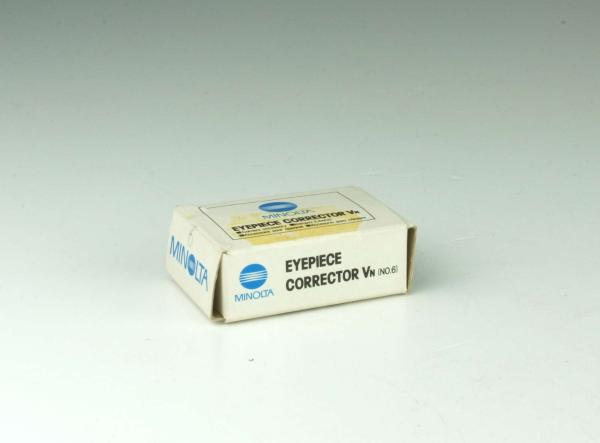 MINOLTA
EYEPIECE CORRECTOR VN
MINOLTA
MINOLTA
EYEPIECE
CORRECTOR VN (NO.6)